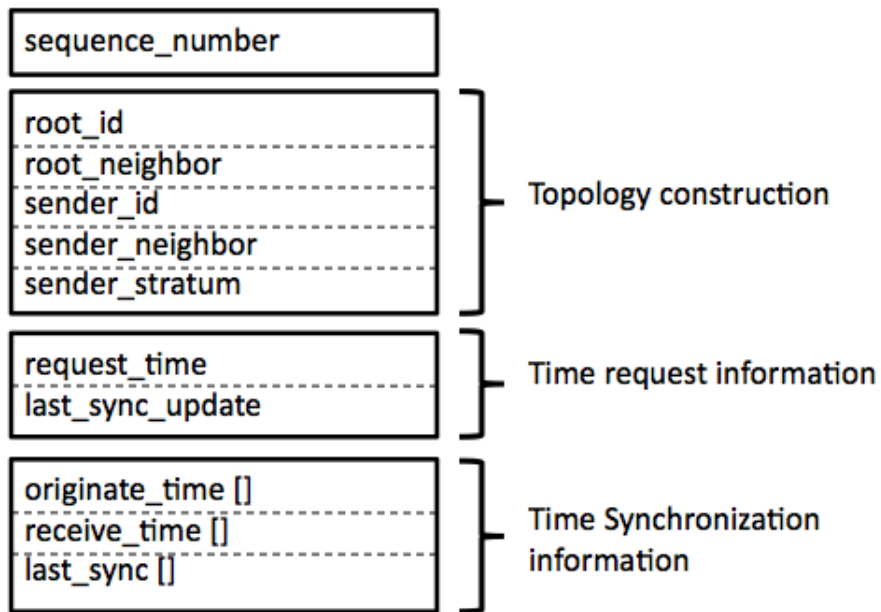 sequence_number
root_id
root_neighbor
sender_id
sender_neighbor
sender_stratum
Topology construction
request_time
last_sync_update
Time request information
originate_time []
receive_time []
last_sync []
Time Synchronization
information